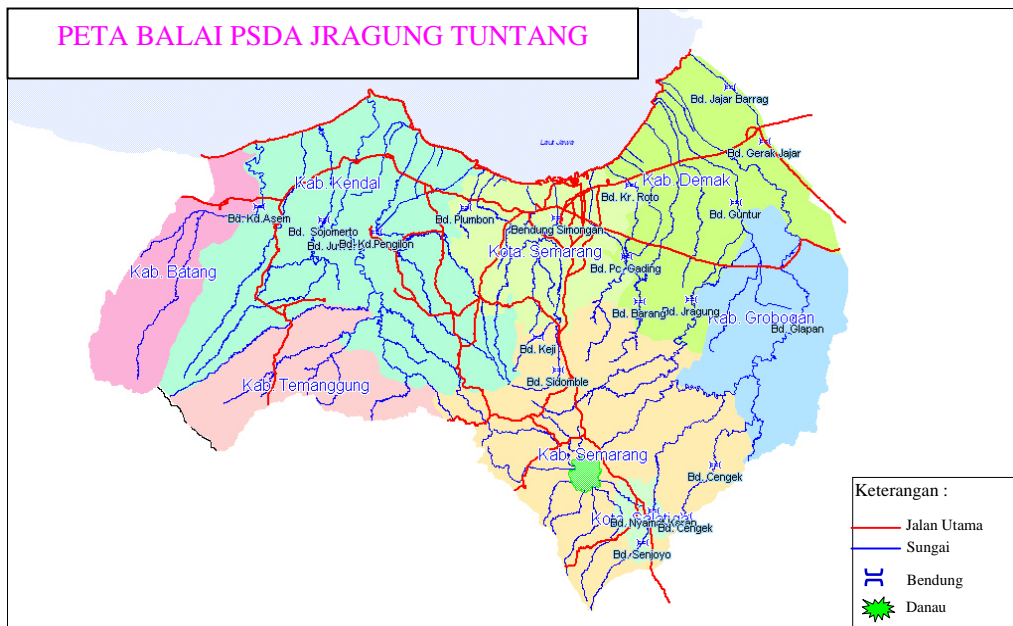 PETA BALAI PSDA JRAGUNG TUNTANG
Bd. Jajar Barrag
Laut Jawa
Bd. Gerak Jajar
Kab. Kendal
Kab. Demak
Bd. Kr. Roto
Bd. Kd.Asem
Bd. Plumbon
Bd. Guntur
Bd. Sojomerto
Bendung Simongan
Bd.
Bd. Kd.Pengilon
Kota. Semarang
Kab. Batang
Bd. Pc. Gading
Bd. Barang
Bd. Jragung
Kab. Grobogan
Bd_Glapan
Bd. Keji
Kab. Temanggung
Bd. Sidomble
Kab. Semarang
Bd. Cengek
Kota. Salatiga
Bd. Nyamat
Bd. Cengek
Bd. Senjoyo
Keterangan :
Jalan Utama
Sungai
Bendung
Danau